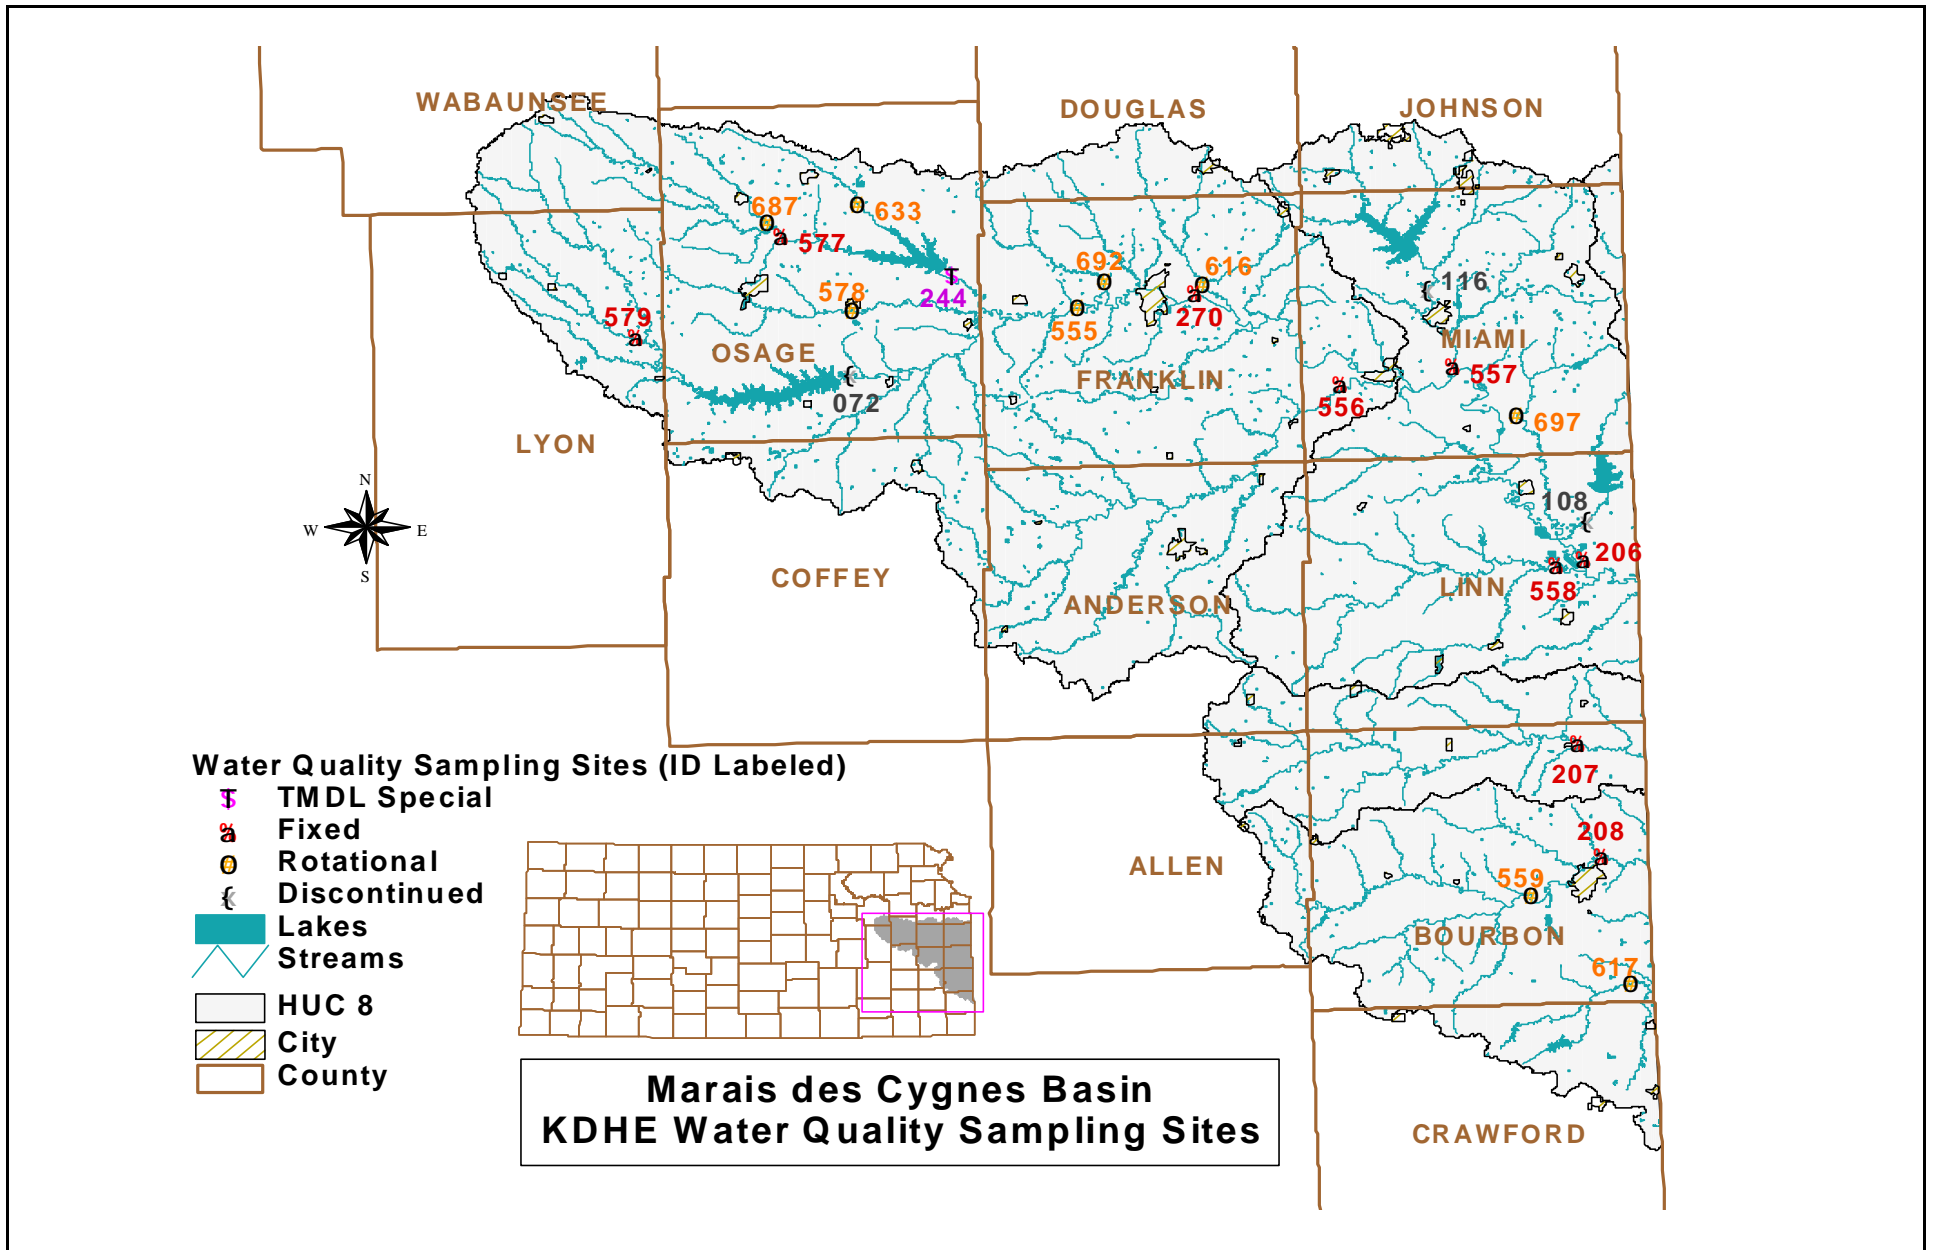 WABAUNSEE
DOUGLAS
JOHNSON
687
633
577
692
616
116
578
244
555
270
579
OSAGE
MIAMI
FRANKLIN
557
072
556
697
LYON
N
W E
S
108
206
COFFEY
LINN
558
ANDERSON
207
208
ALLEN
559
BOURBON
617
CRAWFORD
Water Quality Sampling Sites (ID Labeled)
TMDL Special
Fixed
Rotational
Discontinued
Lakes
Streams
HUC 8
City
County
Marais des Cygnes Basin
KDHE Water Quality Sampling Sites